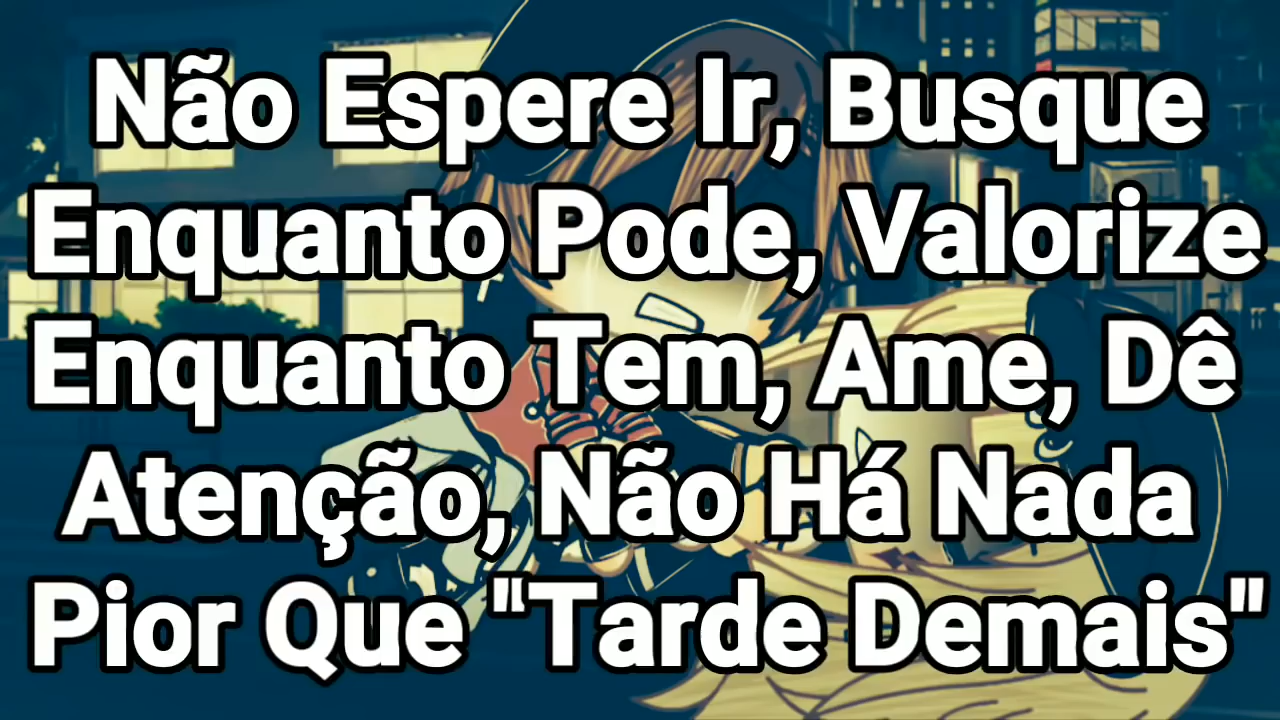 Não Espere Ir, Busque
Enquanto Pode, Valorize
Enquanto Tem, Ame, Dê
Atenção, Não Há Nada
Pior Que "Tarde Demais"